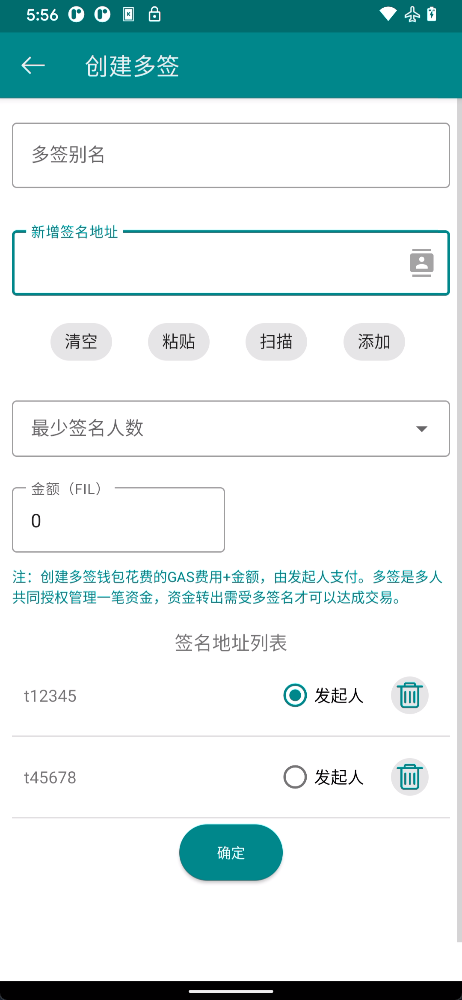 5:56
创建多签
多签别名
新增签名地址
清空
粘贴
扫描
添加
最少签名人数
金额（FIL）
0
注：创建多签钱包花费的GAS费用+金额，由发起人支付。多签是多人
共同授权管理一笔资金，资金转出需受多签名才可以达成交易。
签名地址列表
t12345
发起人
t45678
发起人
确定